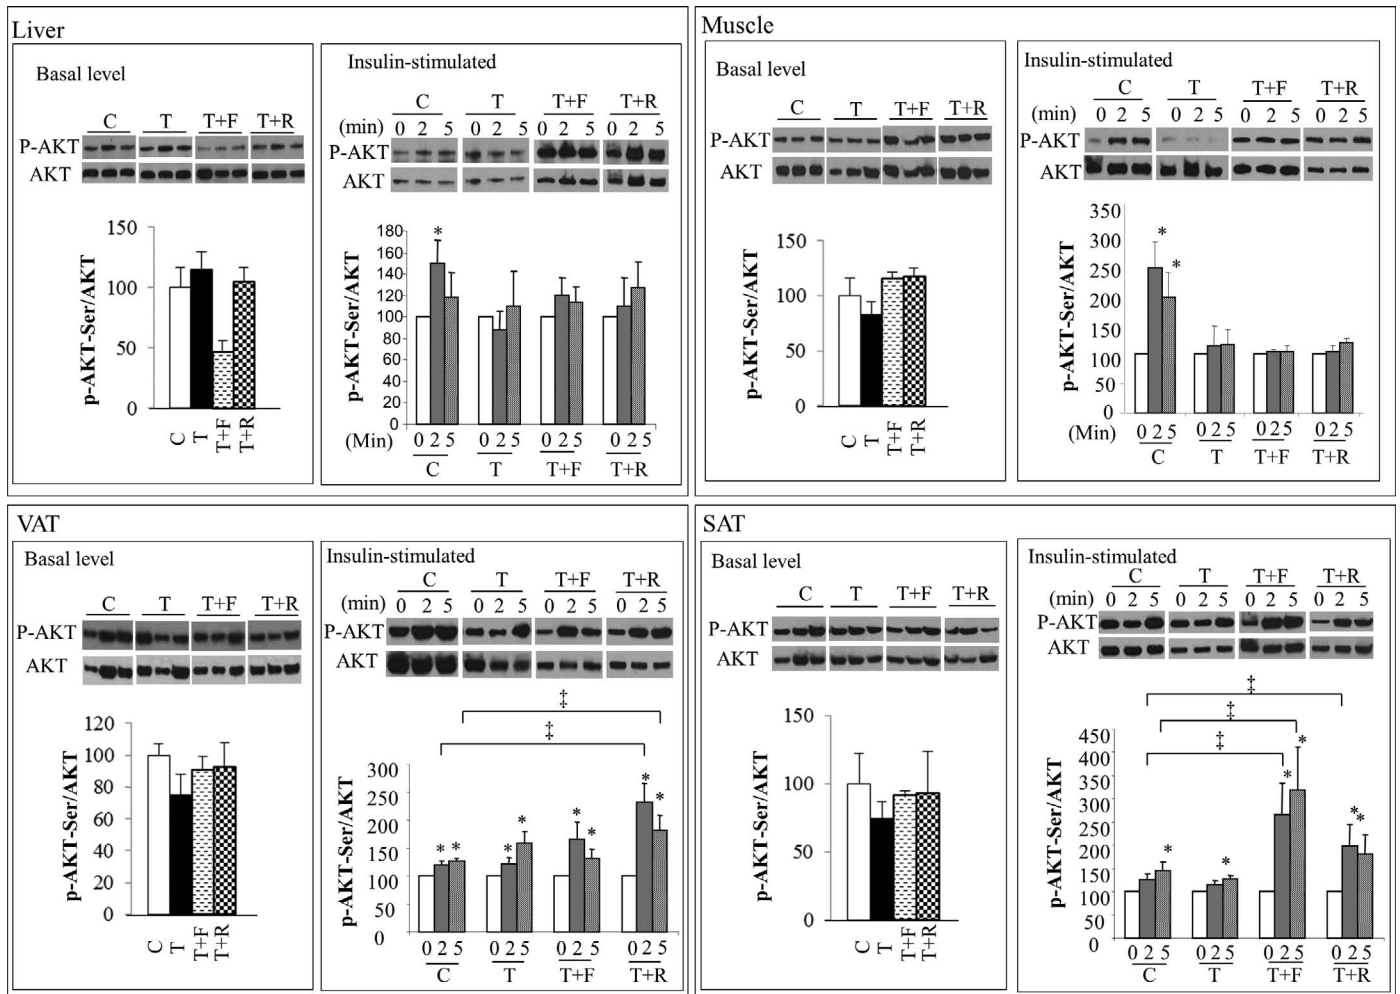 Liver
Basal level
C T T+F T+R
P-AKT
AKT
p-AKT-Ser/AKT
150
100
50
0
C T T+F T+R
Insulin-stimulated
C T T+F T+R
(min) 0 2 5 0 2 5 0 2 5 0 2 5
P-AKT
AKT
p-AKT-Ser/AKT
180
160
140
120
100
80
60
40
20
0
*
(Min) 0 2 5 0 2 5 0 2 5 0 2 5
C T T+F T+R
Muscle
Basal level
C T T+F T+R
P-AKT
AKT
p-AKT-Ser/AKT
150
100
50
0
C T T+F T+R
Insulin-stimulated
C T T+F T+R
(min) 0 2 5 0 2 5 0 2 5 0 2 5
P-AKT
AKT
p-AKT-Ser/AKT
350
300
250
200
150
100
50
0
* *
(Min) 0 2 5 0 2 5 0 2 5 0 2 5
C T T+F T+R
VAT
Basal level
C T T+F T+R
P-AKT
AKT
p-AKT-Ser/AKT
120
100
80
60
40
20
0
C T T+F T+R
Insulin-stimulated
C T T+F T+R
(min) 0 2 5 0 2 5 0 2 5 0 2 5
P-AKT
AKT
‡
‡
p-AKT-Ser/AKT
300
250
200
150
100
50
0
* * * * * * * *
0 2 5 0 2 5 0 2 5 0 2 5
C T T+F T+R
SAT
Basal level
C T T+F T+R
P-AKT
AKT
p-AKT-Ser/AKT
150
100
50
0
C T T+F T+R
Insulin-stimulated
C T T+F T+R
(min) 0 2 5 0 2 5 0 2 5 0 2 5
P-AKT
AKT
‡
‡
‡
p-AKT-Ser/AKT
450
400
350
300
250
200
150
100
50
0
* * * * * *
0 2 5 0 2 5 0 2 5 0 2 5
C T T+F T+R